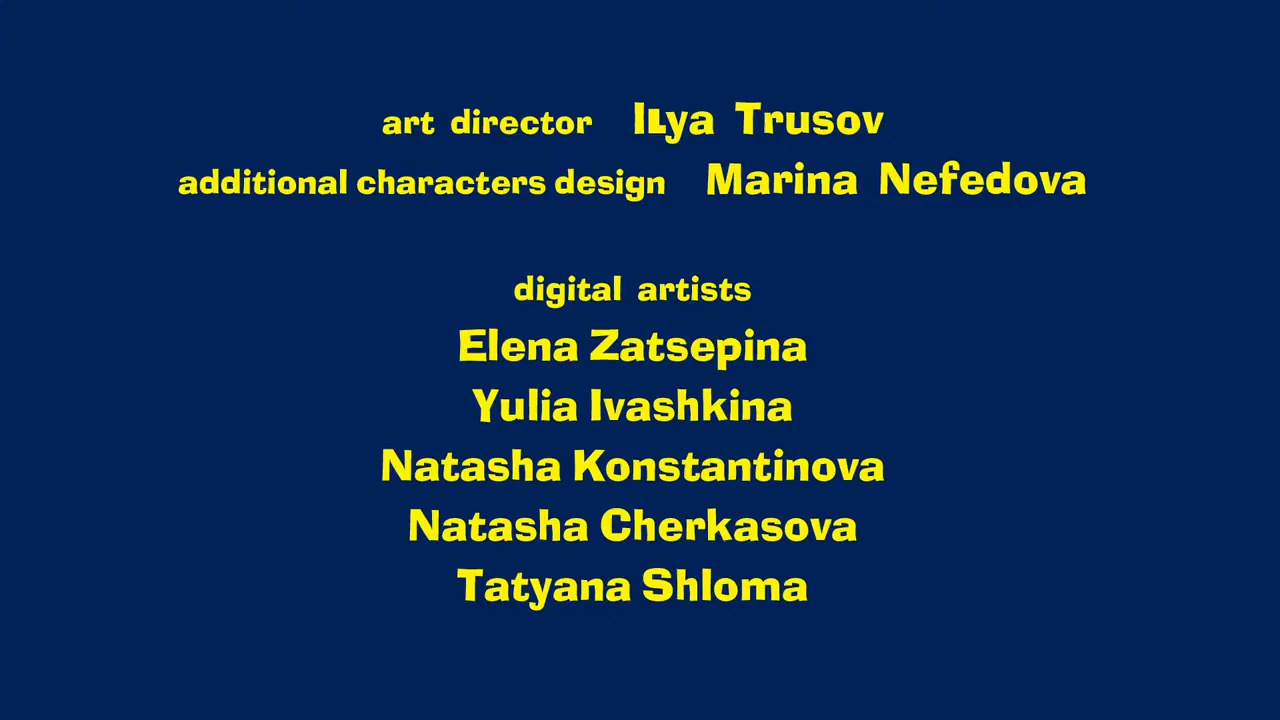 art director ILya Trusov
additional characters design Marina Nefedova
digital artists
Elena Zatsepina
Yulia Ivashkina
Natasha Konstantinova
Natasha Cherkasova
Tatyana Shloma